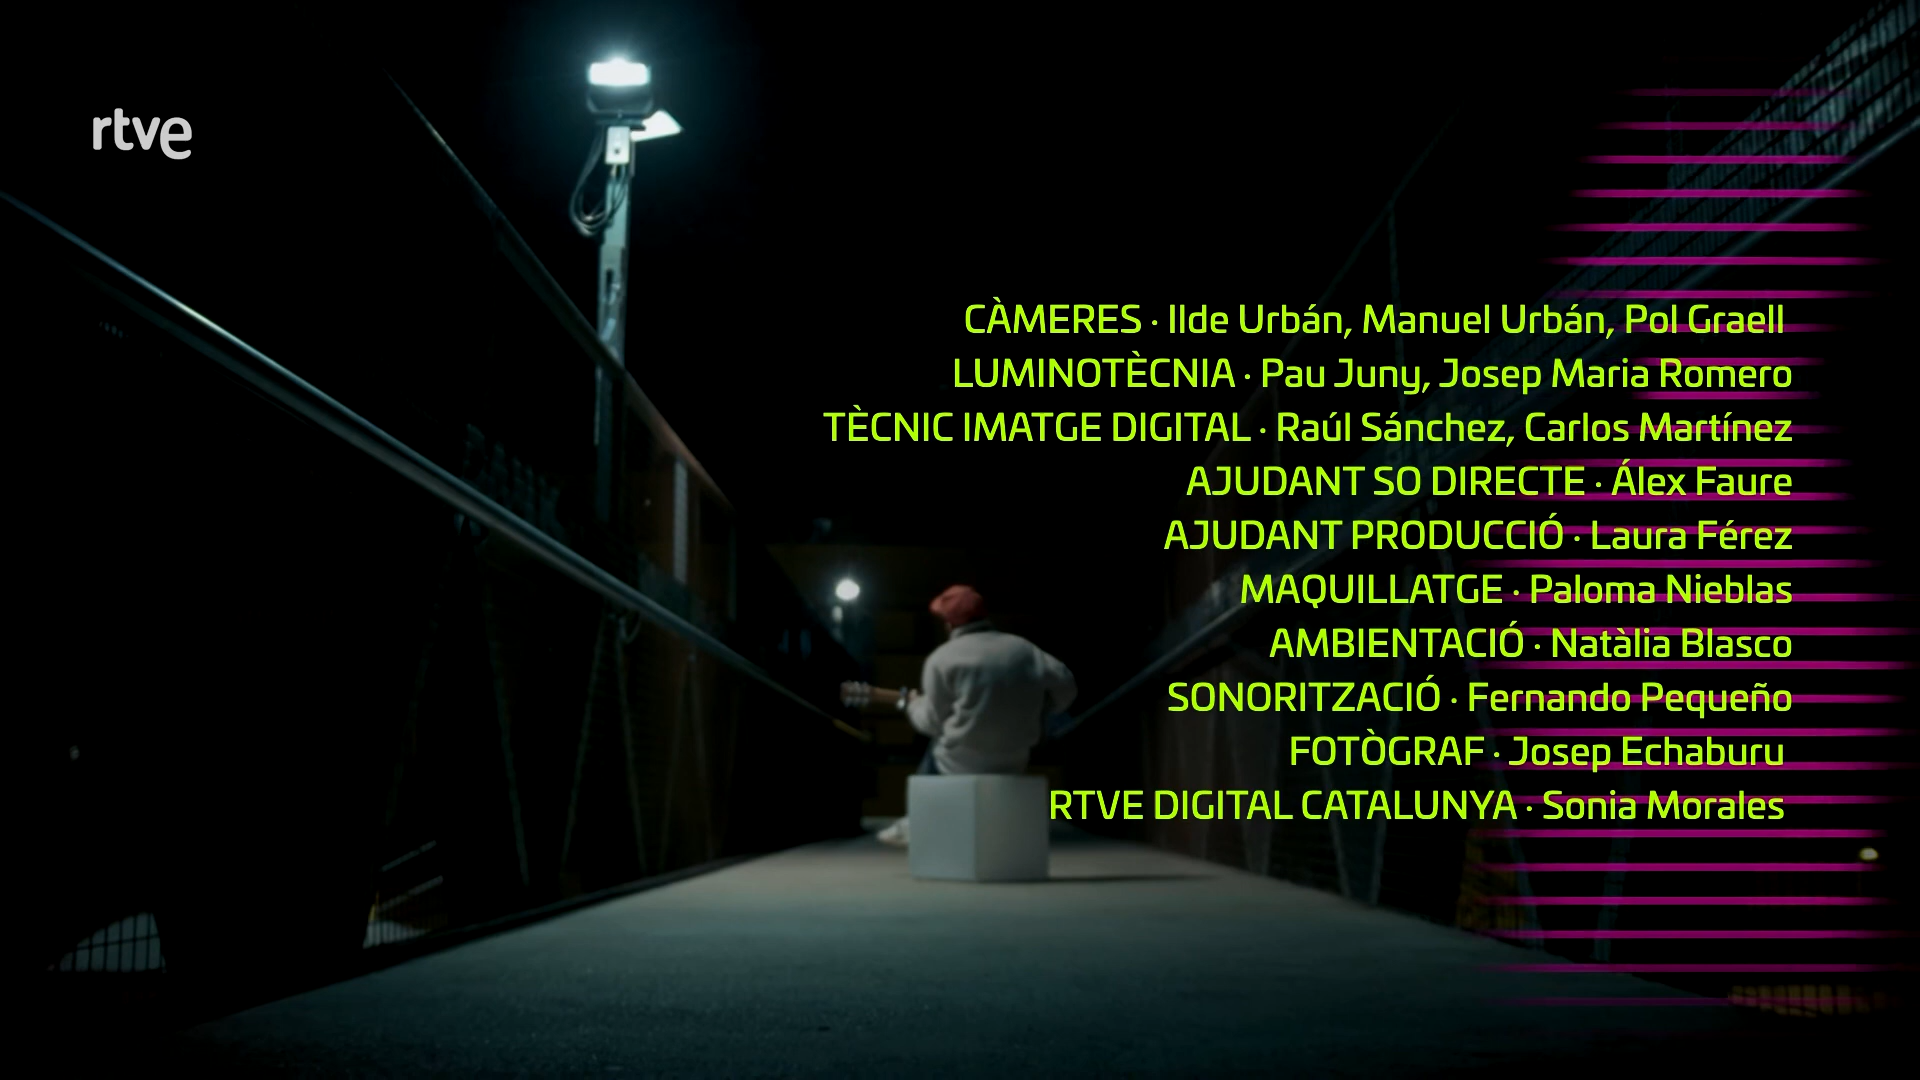 rtve
CÀMERES · Ilde Urbán, Manuel Urbán, Pol Graell
LUMINOTÈCNIA · Pau Juny, Josep Maria Romero
TÈCNIC IMATGE DIGITAL · Raúl Sánchez, Carlos Martínez
AJUDANT SO DIRECTE · Álex Faure
AJUDANT PRODUCCIÓ · Laura Férez
MAQUILLATGE · Paloma Nieblas
AMBIENTACIÓ · Natàlia Blasco
SONORITZACIÓ · Fernando Pequeño
FOTÒGRAF · Josep Echaburu
RTVE DIGITAL CATALUNYA · Sonia Morales